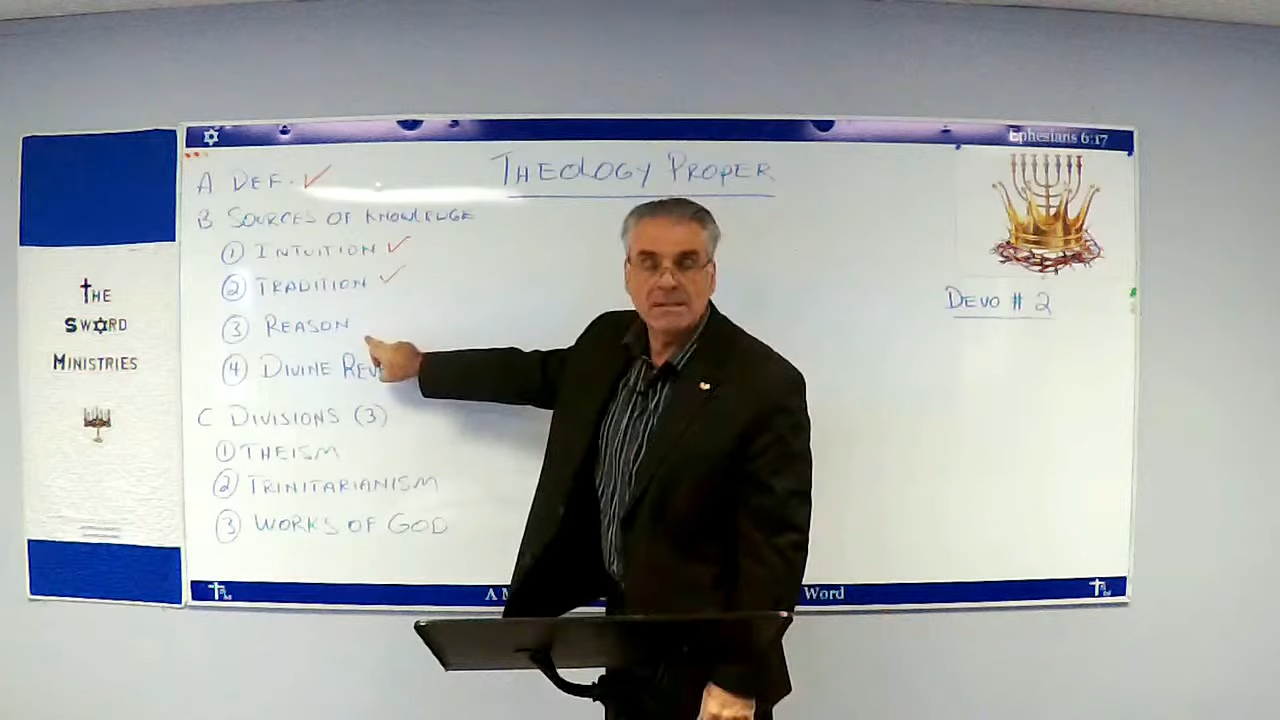 THE
SWORD
MINISTRIES
Ephesians 6:17
THEOLOGY PROPER
A DEF. ✓
B SOURCES OF KNOWLEDGE
① INTUITION ✓
② TRADITION ✓
③ REASON
④ DIVINE REV
C DIVISIONS (3)
① THEISM
② TRINITARIANISM
③ WORKS OF GOD
DEVO # 2
A
Word